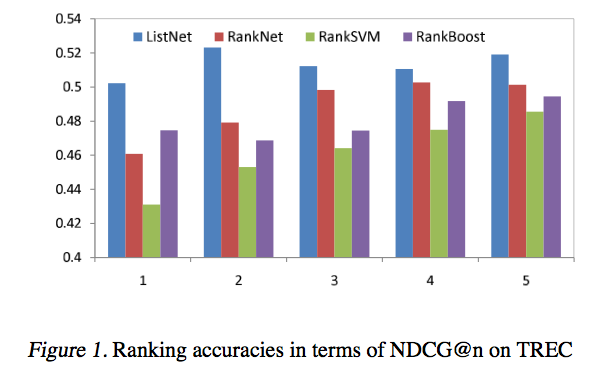 0.54
ListNet RankNet RankSVM RankBoost
0.52
0.5
0.48
0.46
0.44
0.42
0.4
1 2 3 4 5
Figure 1. Ranking accuracies in terms of NDCG@n on TREC